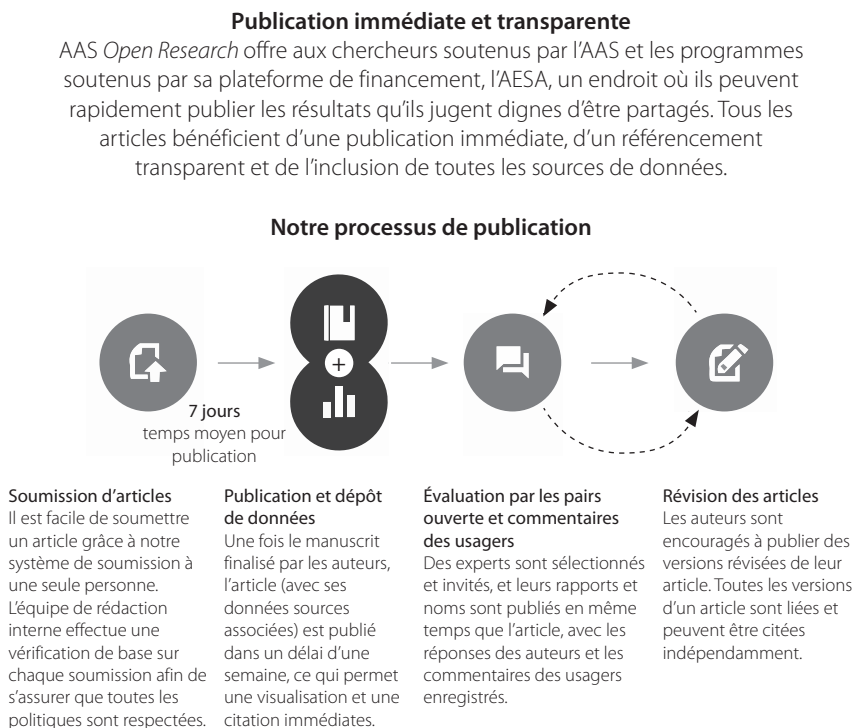 Publication immédiate et transparente
AAS Open Research offre aux chercheurs soutenus par l’AAS et les programmes
soutenus par sa plateforme de financement, l’AESA, un endroit où ils peuvent
rapidement publier les résultats qu’ils jugent dignes d’être partagés. Tous les
articles bénéficient d’une publication immédiate, d’un référencement
transparent et de l’inclusion de toutes les sources de données.
Notre processus de publication
7 jours
temps moyen pour
publication
Soumission d’articles
Il est facile de soumettre
un article grâce à notre
système de soumission à
une seule personne.
L’équipe de rédaction
interne effectue une
vérification de base sur
chaque soumission afin de
s’assurer que toutes les
politiques sont respectées.
Publication et dépôt
de données
Une fois le manuscrit
finalisé par les auteurs,
l’article (avec ses
données sources
associées) est publié
dans un délai d’une
semaine, ce qui permet
une visualisation et une
citation immédiates.
Évaluation par les pairs
ouverte et commentaires
des usagers
Des experts sont sélectionnés
et invités, et leurs rapports et
noms sont publiés en même
temps que l’article, avec les
réponses des auteurs et les
commentaires des usagers
enregistrés.
Révision des articles
Les auteurs sont
encouragés à publier des
versions révisées de leur
article. Toutes les versions
d’un article sont liées et
peuvent être citées
indépendamment.